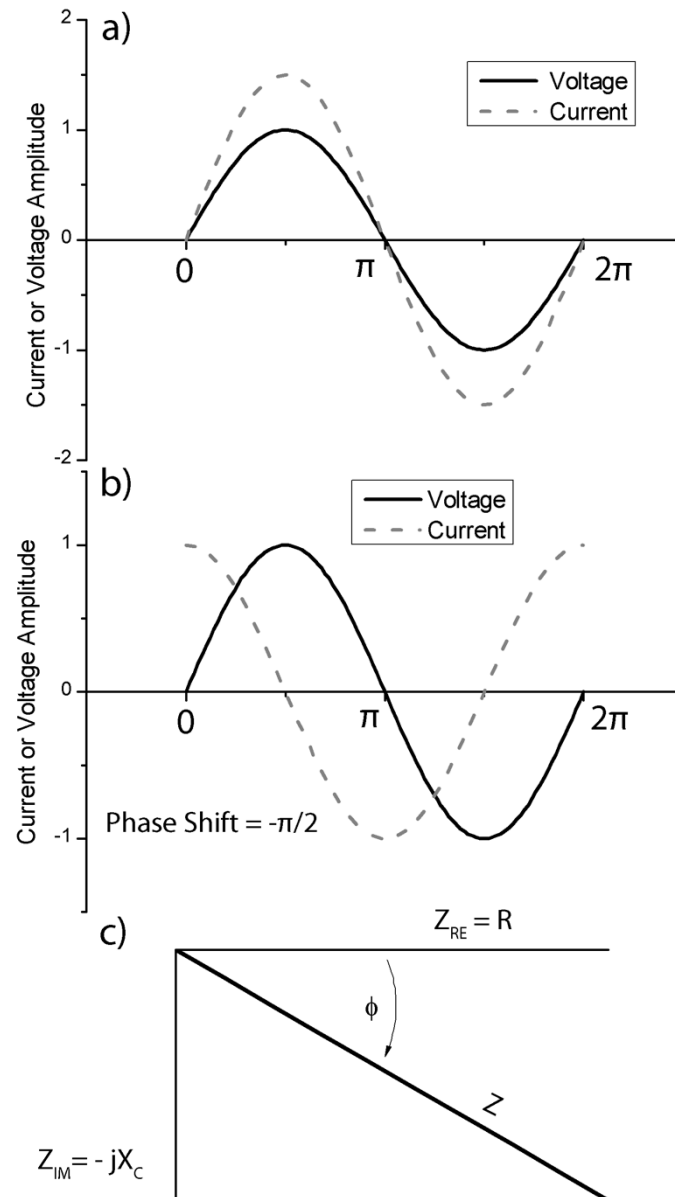 a)
2
1
0
-1
-2
Current or Voltage Amplitude
Voltage
Current
0
π
2π
b)
1
0
-1
Current or Voltage Amplitude
Voltage
Current
0
π
2π
Phase Shift = -π/2
c)
Z_RE = R
ϕ
Z
Z_IM = - jX_C